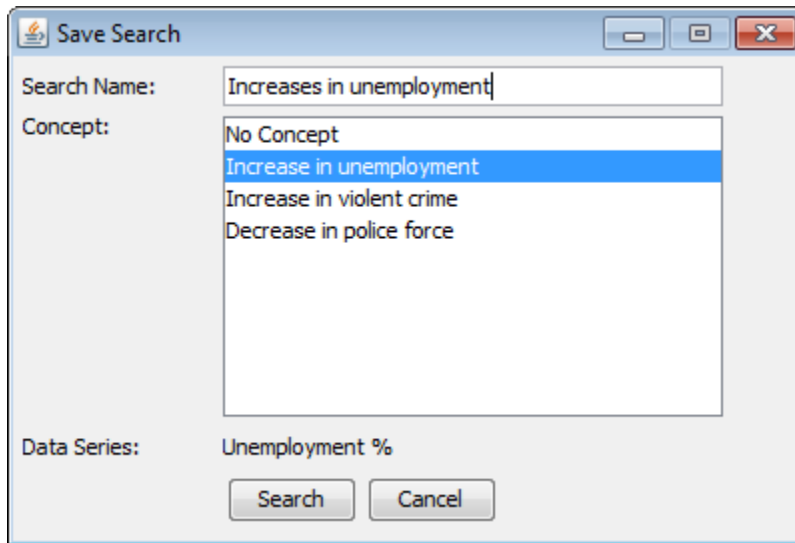 Save Search
Search Name: Increases in unemployment
Concept:
No Concept
Increase in unemployment
Increase in violent crime
Decrease in police force
Data Series: Unemployment %
Search Cancel